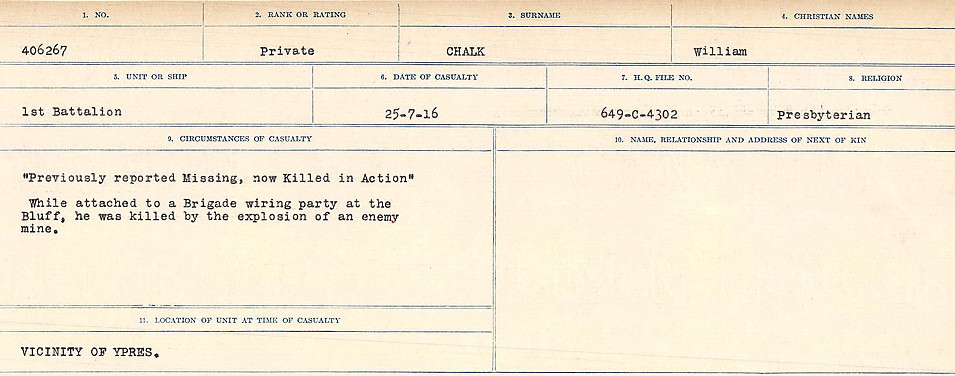 1. NO.
2. RANK OR RATING
3. SURNAME
4. CHRISTIAN NAMES
406267
Private
CHALK
William
5. UNIT OR SHIP
6. DATE OF CASUALTY
7. H.Q. FILE NO.
8. RELIGION
1st Battalion
25-7-16
649-C-4302
Presbyterian
9. CIRCUMSTANCES OF CASUALTY
10. NAME, RELATIONSHIP AND ADDRESS OF NEXT OF KIN
"Previously reported Missing, now Killed in Action"
While attached to a Brigade wiring party at the
Bluff, he was killed by the explosion of an enemy
mine.
11. LOCATION OF UNIT AT TIME OF CASUALTY
VICINITY OF YPRES.